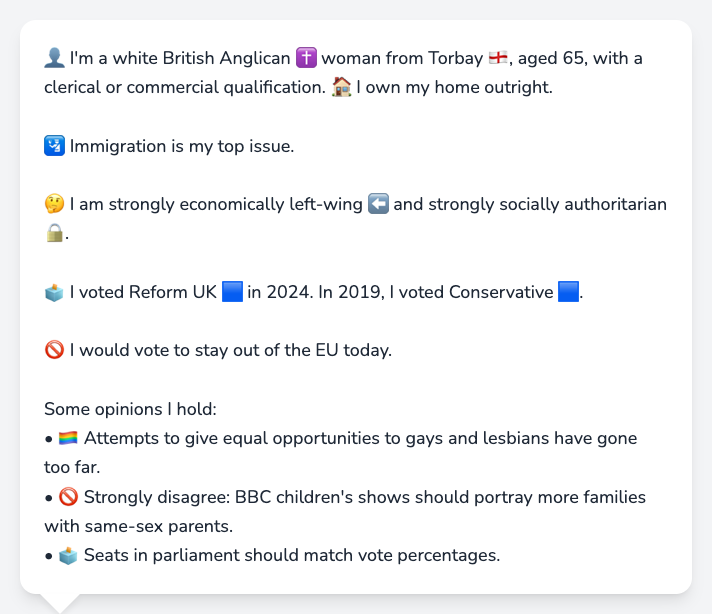 👤 I'm a white British Anglican ✝️ woman from Torbay 🏴󠁧󠁢󠁥󠁮󠁧󠁿, aged 65, with a
clerical or commercial qualification. 🏠 I own my home outright.
🛂 Immigration is my top issue.
🤔 I am strongly economically left-wing ⬅️ and strongly socially authoritarian
🔒.
🗳️ I voted Reform UK 🟦 in 2024. In 2019, I voted Conservative 🟦.
🚫 I would vote to stay out of the EU today.
Some opinions I hold:
• 🏳️‍🌈 Attempts to give equal opportunities to gays and lesbians have gone
too far.
• 🚫 Strongly disagree: BBC children's shows should portray more families
with same-sex parents.
• 🗳️ Seats in parliament should match vote percentages.